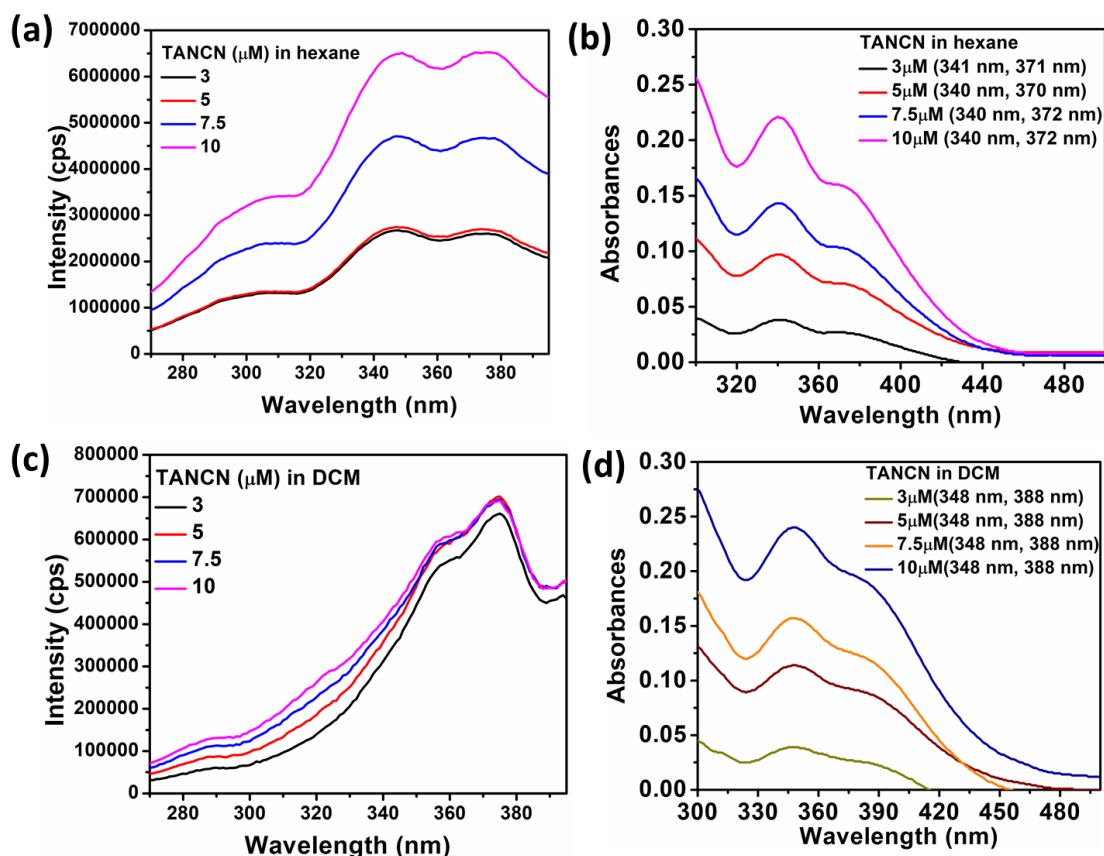 (a)
TANCN (μM) in hexane
3
5
7.5
10
7000000
6000000
5000000
4000000
3000000
2000000
1000000
0
Intensity (cps)
280 300 320 340 360 380
Wavelength (nm)
(b)
TANCN in hexane
3μM (341 nm, 371 nm)
5μM (340 nm, 370 nm)
7.5μM (340 nm, 372 nm)
10μM (340 nm, 372 nm)
0.30
0.25
0.20
0.15
0.10
0.05
0.00
Absorbances
320 360 400 440 480
Wavelength (nm)
(c)
TANCN (μM) in DCM
3
5
7.5
10
800000
700000
600000
500000
400000
300000
200000
100000
0
Intensity (cps)
280 300 320 340 360 380
Wavelength (nm)
(d)
TANCN in DCM
3μM(348 nm, 388 nm)
5μM(348 nm, 388 nm)
7.5μM(348 nm, 388 nm)
10μM(348 nm, 388 nm)
0.30
0.25
0.20
0.15
0.10
0.05
0.00
Absorbances
300 330 360 390 420 450 480
Wavelength (nm)